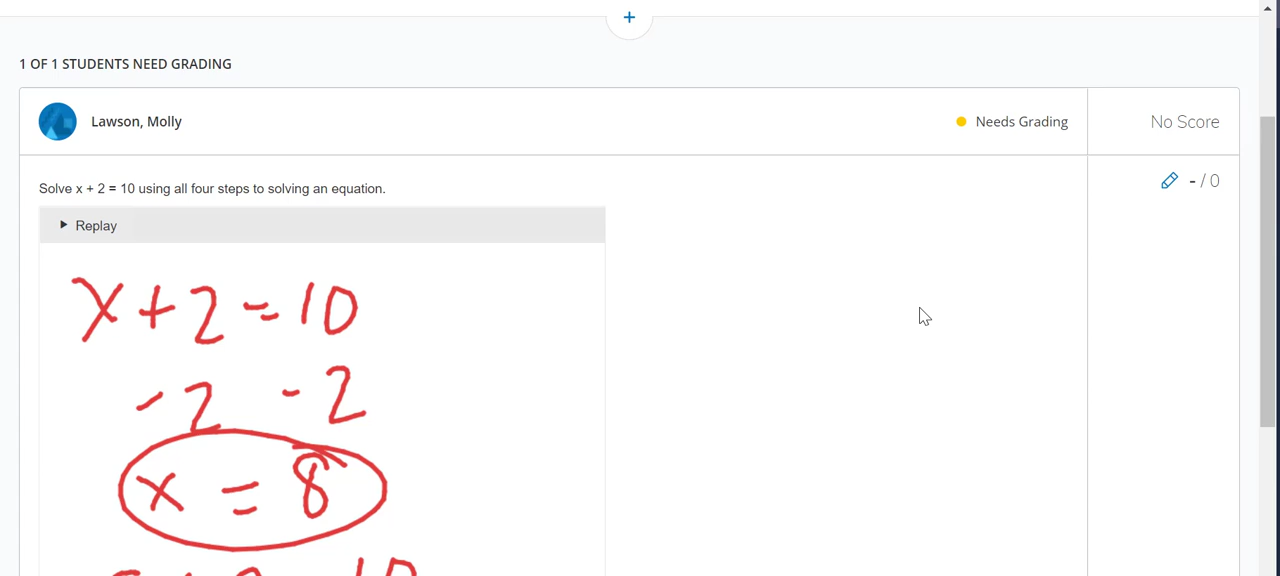 +
1 OF 1 STUDENTS NEED GRADING
Lawson, Molly
Needs Grading
No Score
Solve x + 2 = 10 using all four steps to solving an equation.
- / 0
Replay
x + 2 = 10
- 2 - 2
x = 8